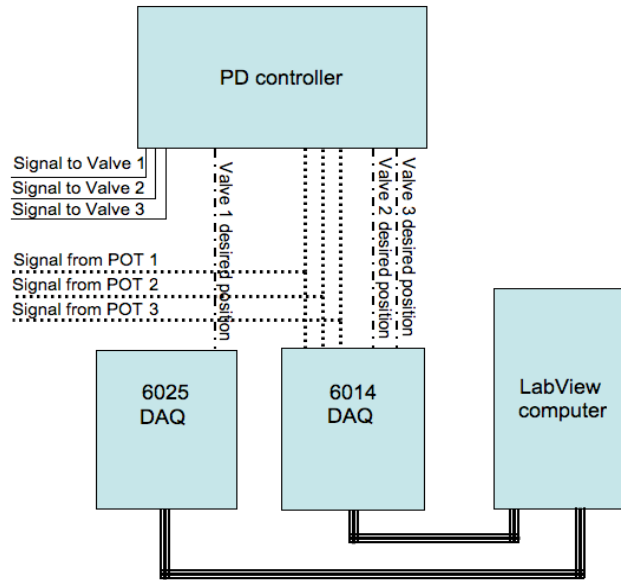 PD controller
Signal to Valve 1
Signal to Valve 2
Signal to Valve 3
Valve 1 desired position
Valve 2 desired position
Valve 3 desired position
Signal from POT 1
Signal from POT 2
Signal from POT 3
6025
DAQ
6014
DAQ
LabView
computer